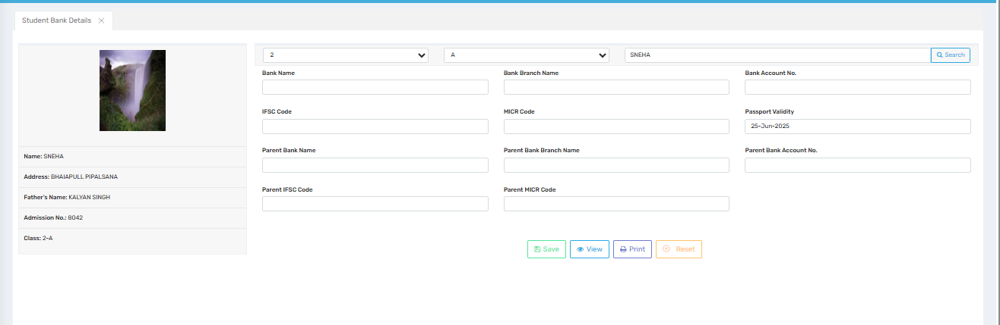 Student Bank Details
2 A SNEHA Search
Bank Name Bank Branch Name Bank Account No.
IFSC Code MICR Code Passport Validity
25-Jun-2025
Parent Bank Name Parent Bank Branch Name Parent Bank Account No.
Parent IFSC Code Parent MICR Code
Name: SNEHA
Address: BHAIAPULL PIPALSANA
Father's Name: KALYAN SINGH
Admission No.: 8042
Class: 2-A
Save View Print Reset